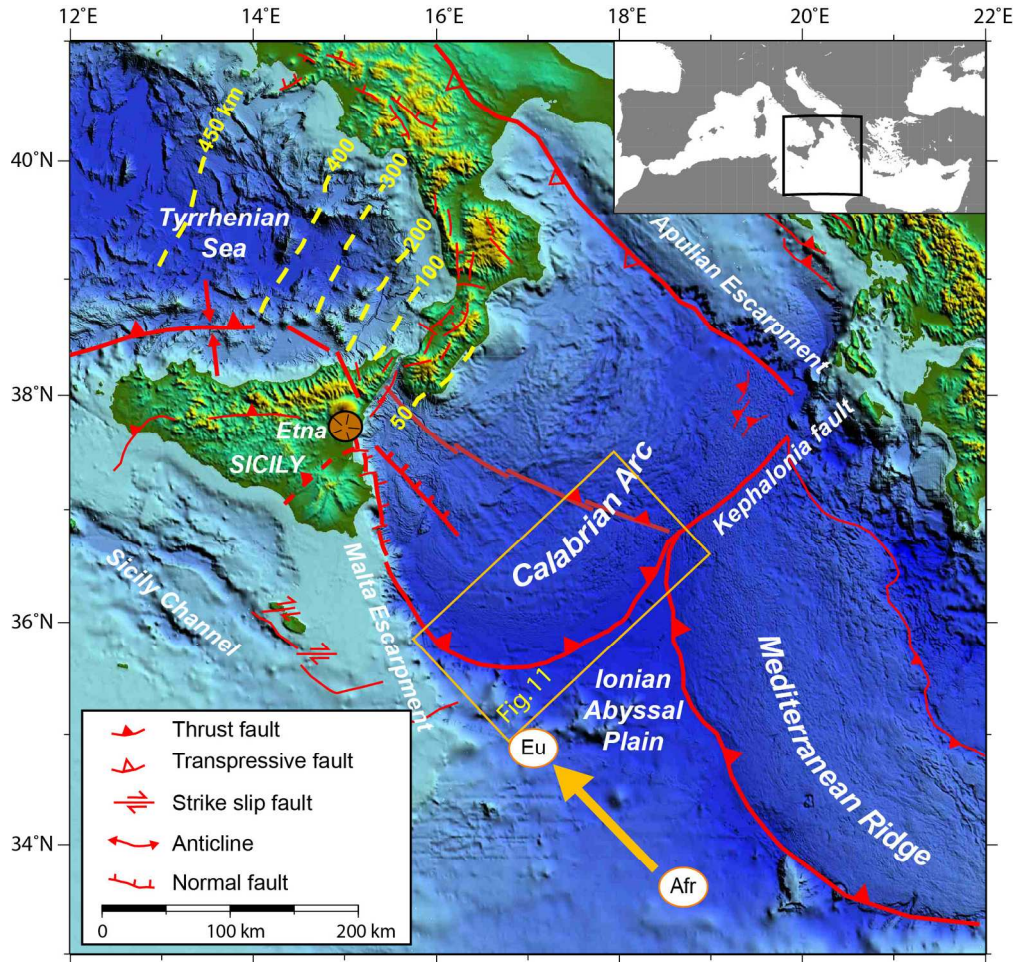 12°E
14°E
16°E
18°E
20°E
22°E
40°N
38°N
36°N
34°N
450 km
400
300
200
100
50
Tyrrhenian
Sea
Apulian Escarpment
Etna
SICILY
Kephalonia fault
Calabrian Arc
Sicily Channel
Malta Escarpment
Fig. 11
Ionian
Abyssal
Plain
Mediterranean Ridge
Eu
Afr
Thrust fault
Transpressive fault
Strike slip fault
Anticline
Normal fault
0
100 km
200 km